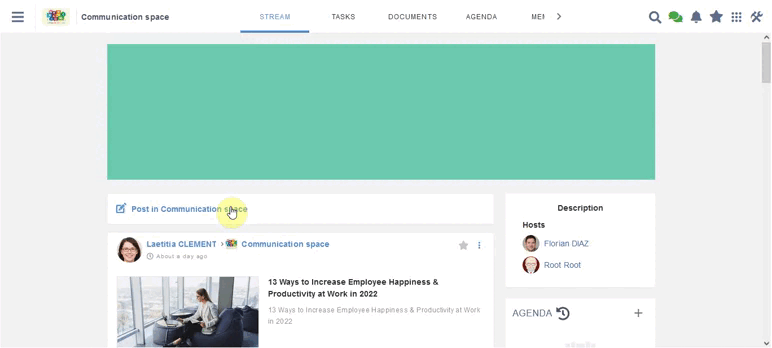 Communication space
STREAM
TASKS
DOCUMENTS
AGENDA
MEM
Post in Communication space
Laetitia CLEMENT > Communication space
About a day ago
13 Ways to Increase Employee Happiness &
Productivity at Work in 2022
13 Ways to Increase Employee Happiness & Productivity at Work
in 2022
Description
Hosts
Florian DIAZ
Root Root
AGENDA